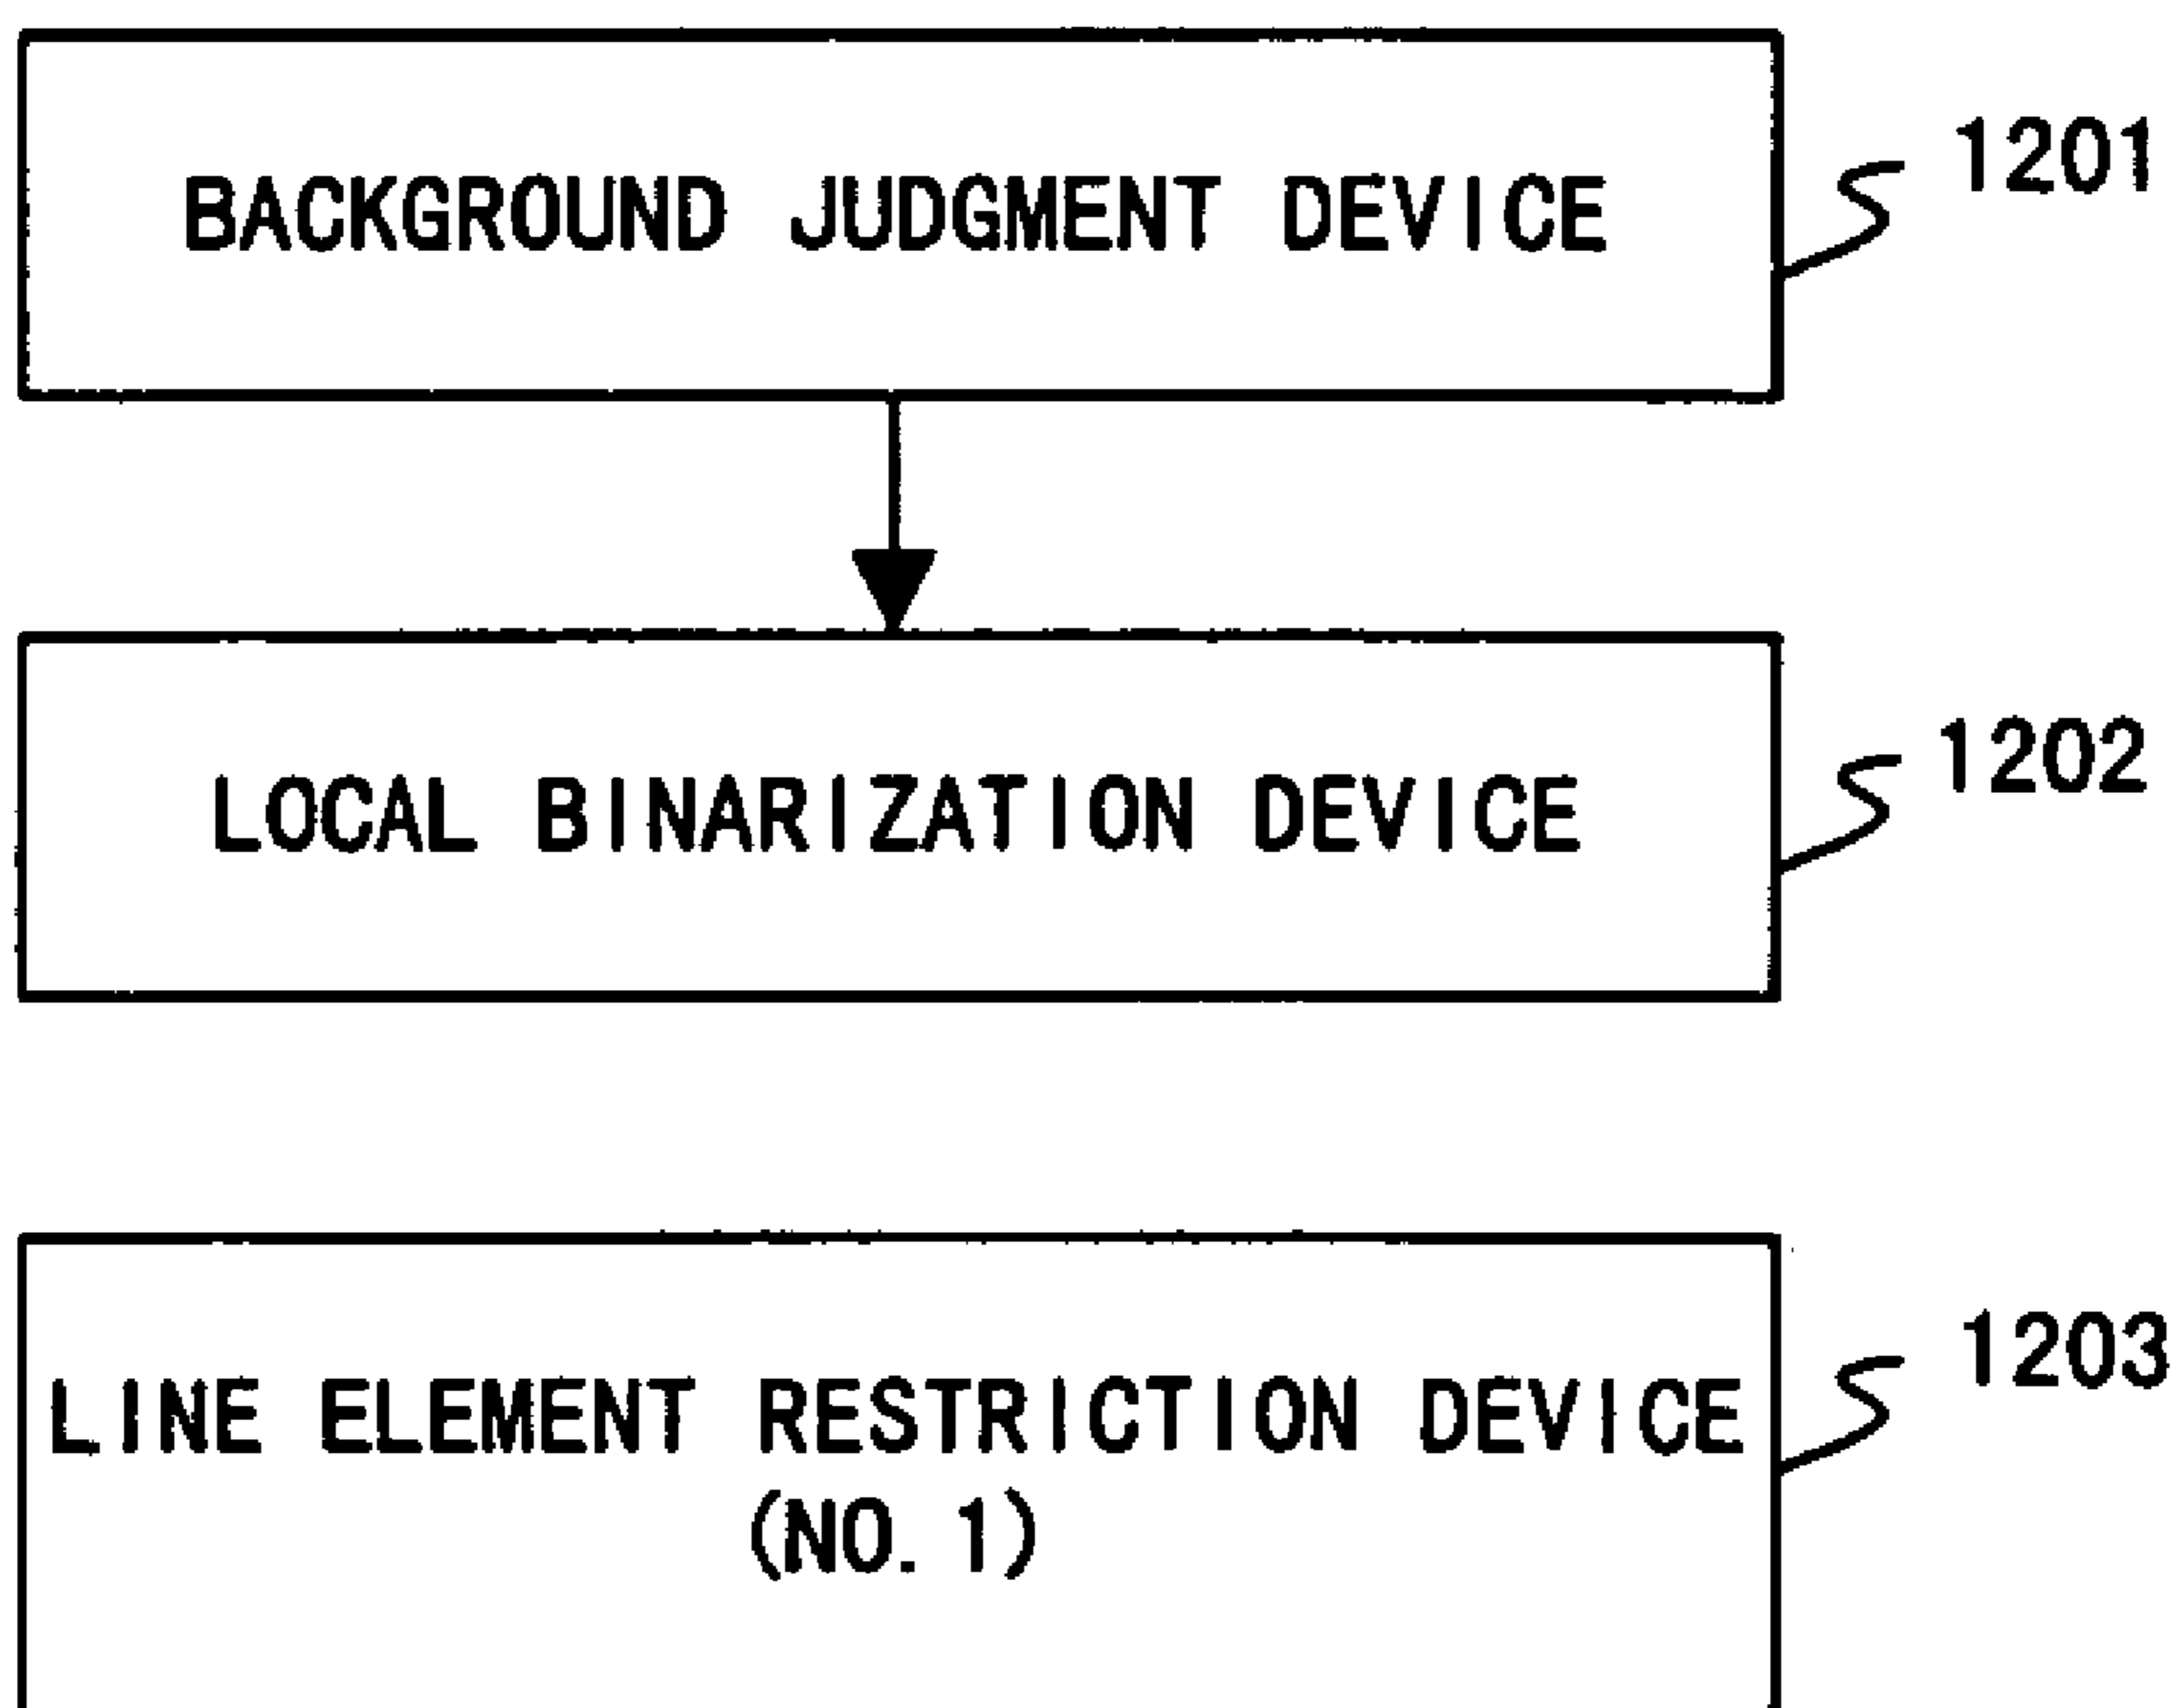 BACKGROUND JUDGMENT DEVICE
1201
LOCAL BINARIZATION DEVICE
1202
LINE ELEMENT RESTRICTION DEVICE
(NO. 1)
1203